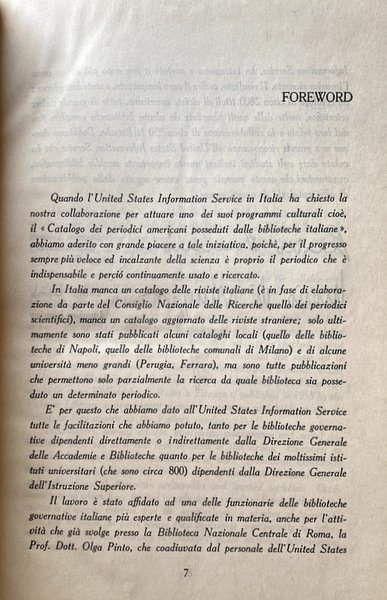 FOREWORD
Quando l'United States Information Service in Italia ha chiesto la
nostra collaborazione per attuare uno dei suoi programmi culturali cioè,
il « Catalogo dei periodici americani posseduti dalle biblioteche italiane »,
abbiamo aderito con grande piacere a tale iniziativa, poichè, per il progresso
sempre più veloce ed incalzante della scienza è proprio il periodico che è
indispensabile e perciò continuamente usato e ricercato.
In Italia manca un catalogo delle riviste italiane (è in fase di elabora-
zione da parte del Consiglio Nazionale delle Ricerche quello dei periodici
scientifici), manca un catalogo aggiornato delle riviste straniere; solo ulti-
mamente sono stati pubblicati alcuni cataloghi locali (quello delle biblio-
teche di Napoli, quello delle biblioteche comunali di Milano) e di alcune
università meno grandi (Perugia, Ferrara), ma sono tutte pubblicazioni
che permettono solo parzialmente la ricerca da quale biblioteca sia posse-
duto un determinato periodico.
E' per questo che abbiamo dato all'United States Information Service
tutte le facilitazioni che abbiamo potuto, tanto per le biblioteche governa-
tive dipendenti direttamente o indirettamente dalla Direzione Generale
delle Accademie e Biblioteche quanto per le biblioteche dei moltissimi isti-
tuti universitari (che sono circa 800) dipendenti dalla Direzione Generale
dell'Istruzione Superiore.
Il lavoro è stato affidato ad una delle funzionarie delle biblioteche
governative italiane più esperte e qualificate in materia, anche per l'atti-
vità che già svolge presso la Biblioteca Nazionale Centrale di Roma, la
Prof. Dott. Olga Pinto, che coadiuvata dal personale dell'United States
7